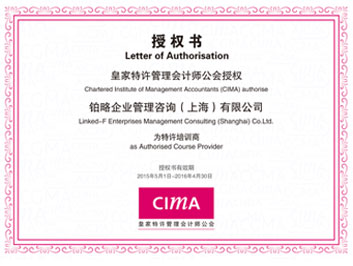 授权书
Letter of Authorisation
皇家特许管理会计师公会授权
Chartered Institute of Management Accountants (CIMA) authorise
铂略企业管理咨询（上海）有限公司
Linked-F Enterprises Management Consulting (Shanghai) Co.Ltd.
为特许培训商
as Authorised Course Provider
授权书有效期
2015年5月1日-2016年4月30日
CIMA
皇家特许管理会计师公会